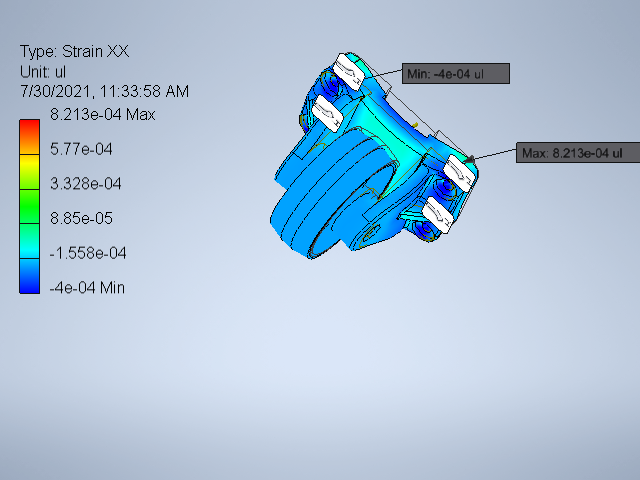 Type: Strain XX
Unit: ul
7/30/2021, 11:33:58 AM
8.213e-04 Max
5.77e-04
3.328e-04
8.85e-05
-1.558e-04
-4e-04 Min
Min: -4e-04 ul
Max: 8.213e-04 ul